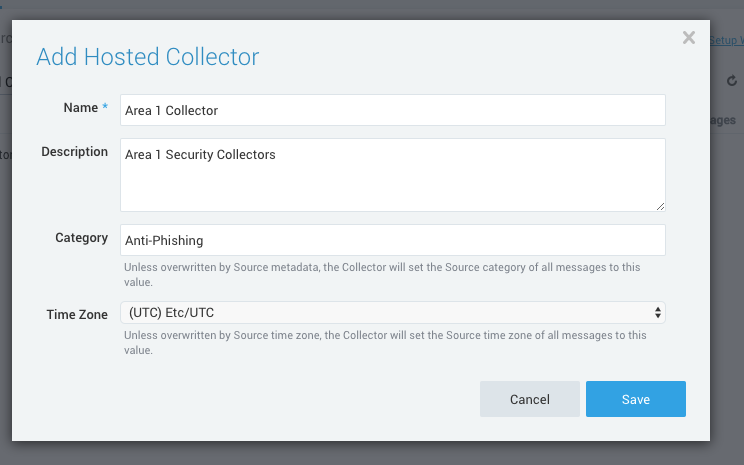 Add Hosted Collector
Setup
Name *
Area 1 Collector
ages
Description
Area 1 Security Collectors
Category
Anti-Phishing
Unless overwritten by Source metadata, the Collector will set the Source category of all messages to this
value.
Time Zone
(UTC) Etc/UTC
Unless overwritten by Source time zone, the Collector will set the Source time zone of all messages to this
value.
Cancel
Save